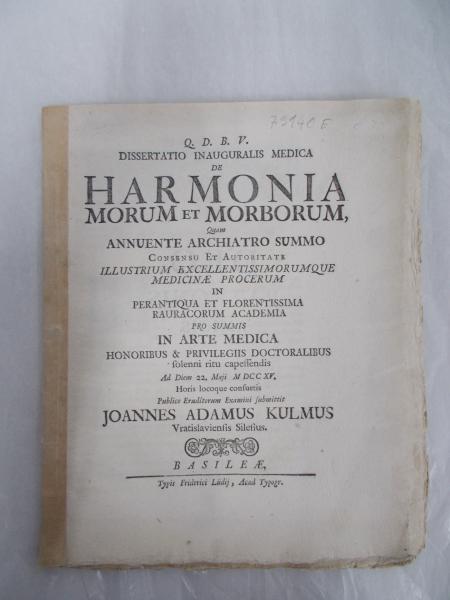 79140 E
Q. D. B. V.
DISSERTATIO INAUGURALIS MEDICA
DE
HARMONIA
MORUM ET MORBORUM,
Quam
ANNUENTE ARCHIATRO SUMMO
CONSENSU ET AUTORITATE
ILLUSTRIUM EXCELLENTISSIMORUMQUE
MEDICINÆ PROCERUM
IN
PERANTIQUA ET FLORENTISSIMA
RAURACORUM ACADEMIA
PRO SUMMIS
IN ARTE MEDICA
HONORIBUS & PRIVILEGIIS DOCTORALIBUS
ſolenni ritu capeſſendis
Ad Diem 22. Maji M DCC XV.
Horis locoque conſuetis
Publico Eruditorum Examini ſubmittit
JOANNES ADAMUS KULMUS
Vratislavienſis Sileſius.
BASILEÆ,
Typis Friderici Lüdij, Acad Typogr.